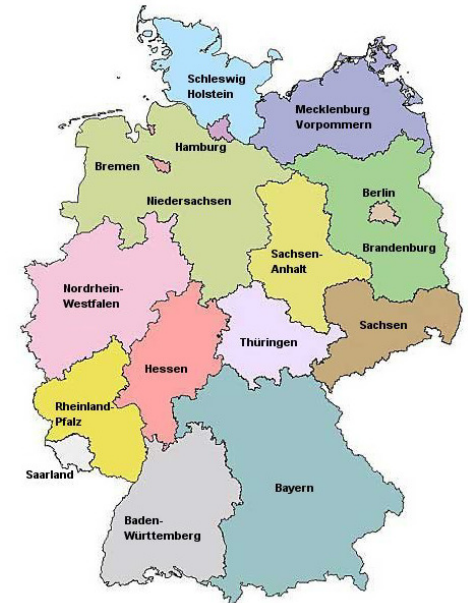 Schleswig
Holstein
Mecklenburg
Vorpommern
Hamburg
Bremen
Niedersachsen
Berlin
Brandenburg
Sachsen-
Anhalt
Nordrhein-
Westfalen
Sachsen
Thüringen
Hessen
Rheinland-
Pfalz
Saarland
Bayern
Baden-
Württemberg